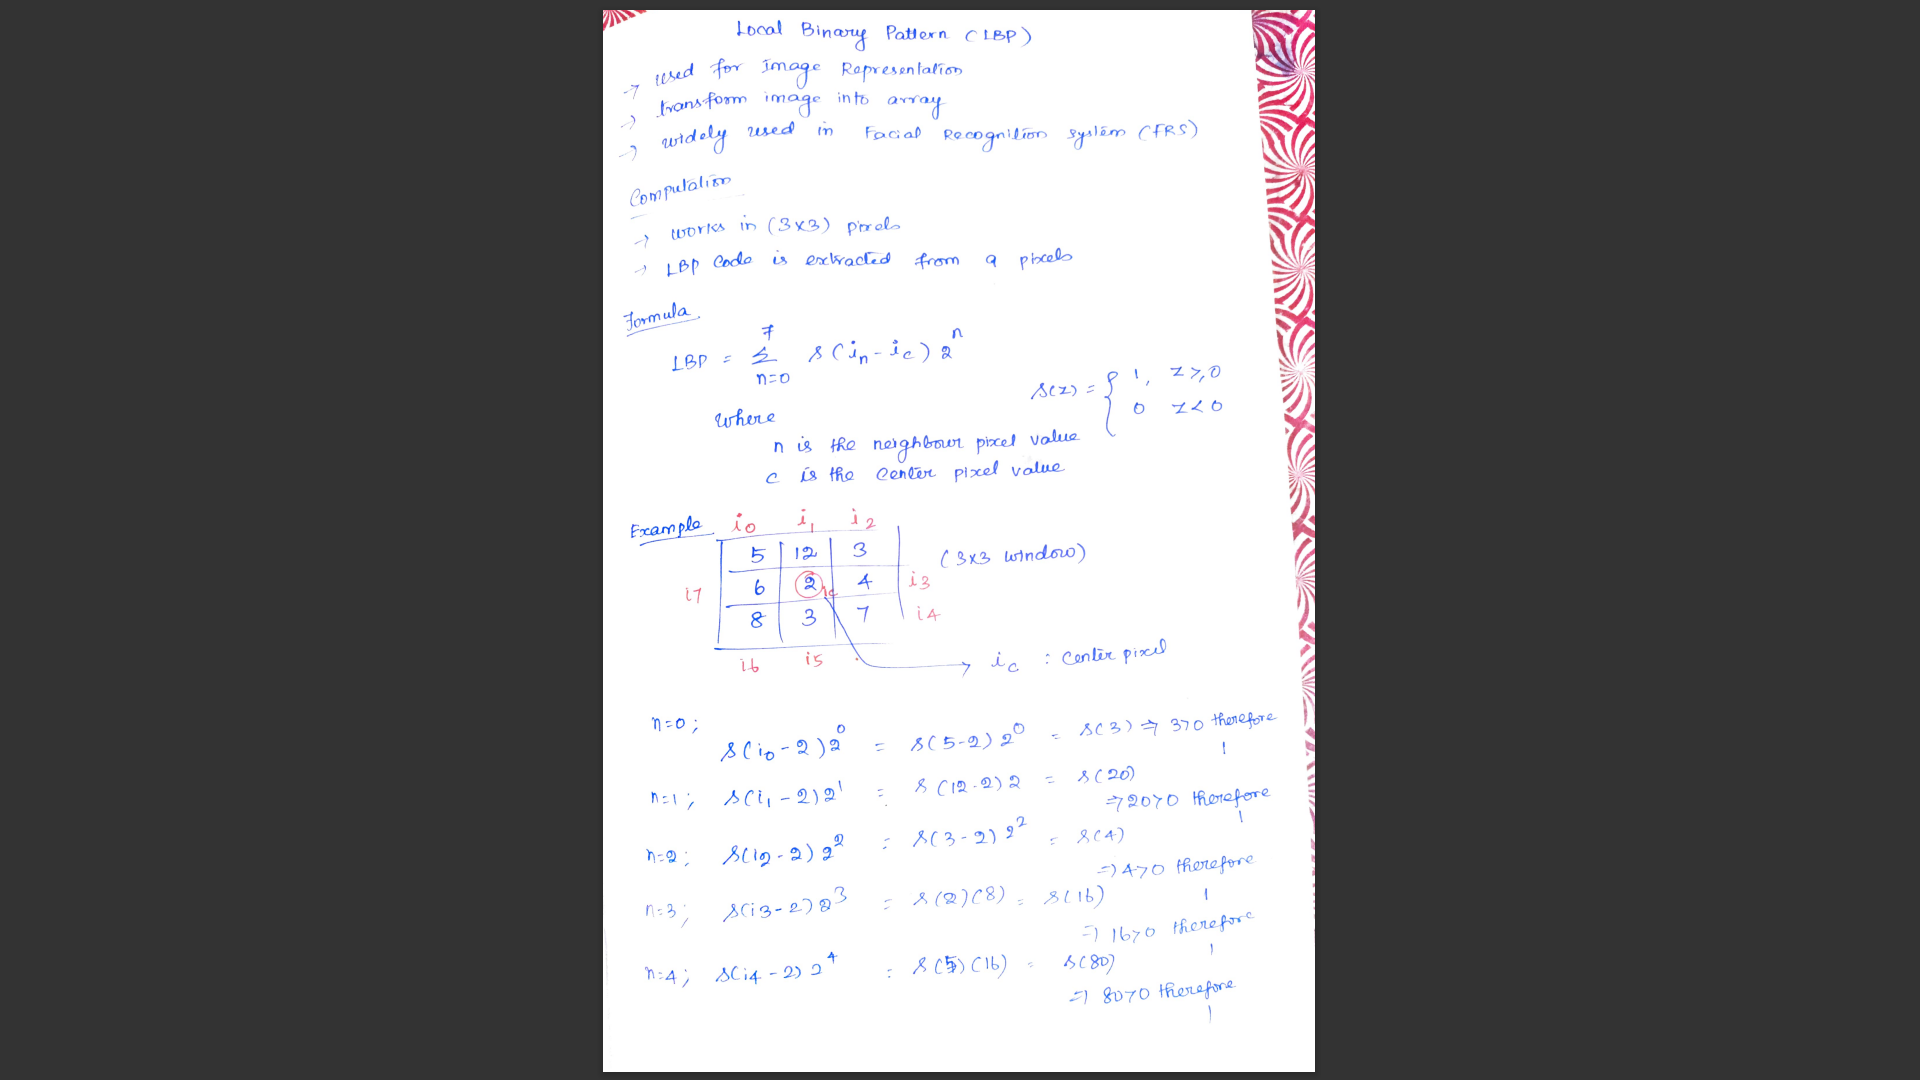 Local Binary Pattern (LBP)
→ used for image Representation
→ transform image into array
→ widely used in Facial Recognition System (FRS)
Computation
→ works in (3x3) pixels
→ LBP Code is extracted from 9 pixels
Formula.
LBP = 7 Σ n=0 s(in - ic) 2^n
s(z) = { 1, z ≥ 0
0 z < 0
where
n is the neighbour pixel value
c is the center pixel value
Example i0 i1 i2
5 12 3 (3x3 window)
i7 6 2 ic 4 i3
8 3 7 i4
i6 i5
→ ic : center pixel
n=0; s(i0 - 2) 2^0 = s(5-2) 2^0 = s(3) ⇒ 3>0 therefore
1
n=1; s(i1 - 2) 2^1 = s(12-2) 2 = s(20)
⇒ 20>0 therefore
1
n=2; s(i2 - 2) 2^2 = s(3-2) 2^2 = s(4)
⇒ 4>0 therefore
1
n=3; s(i3 - 2) 2^3 = s(2)(8) = s(16)
⇒ 16>0 therefore
1
n=4; s(i4 - 2) 2^4 = s(5)(16) = s(80)
⇒ 80>0 therefore
1